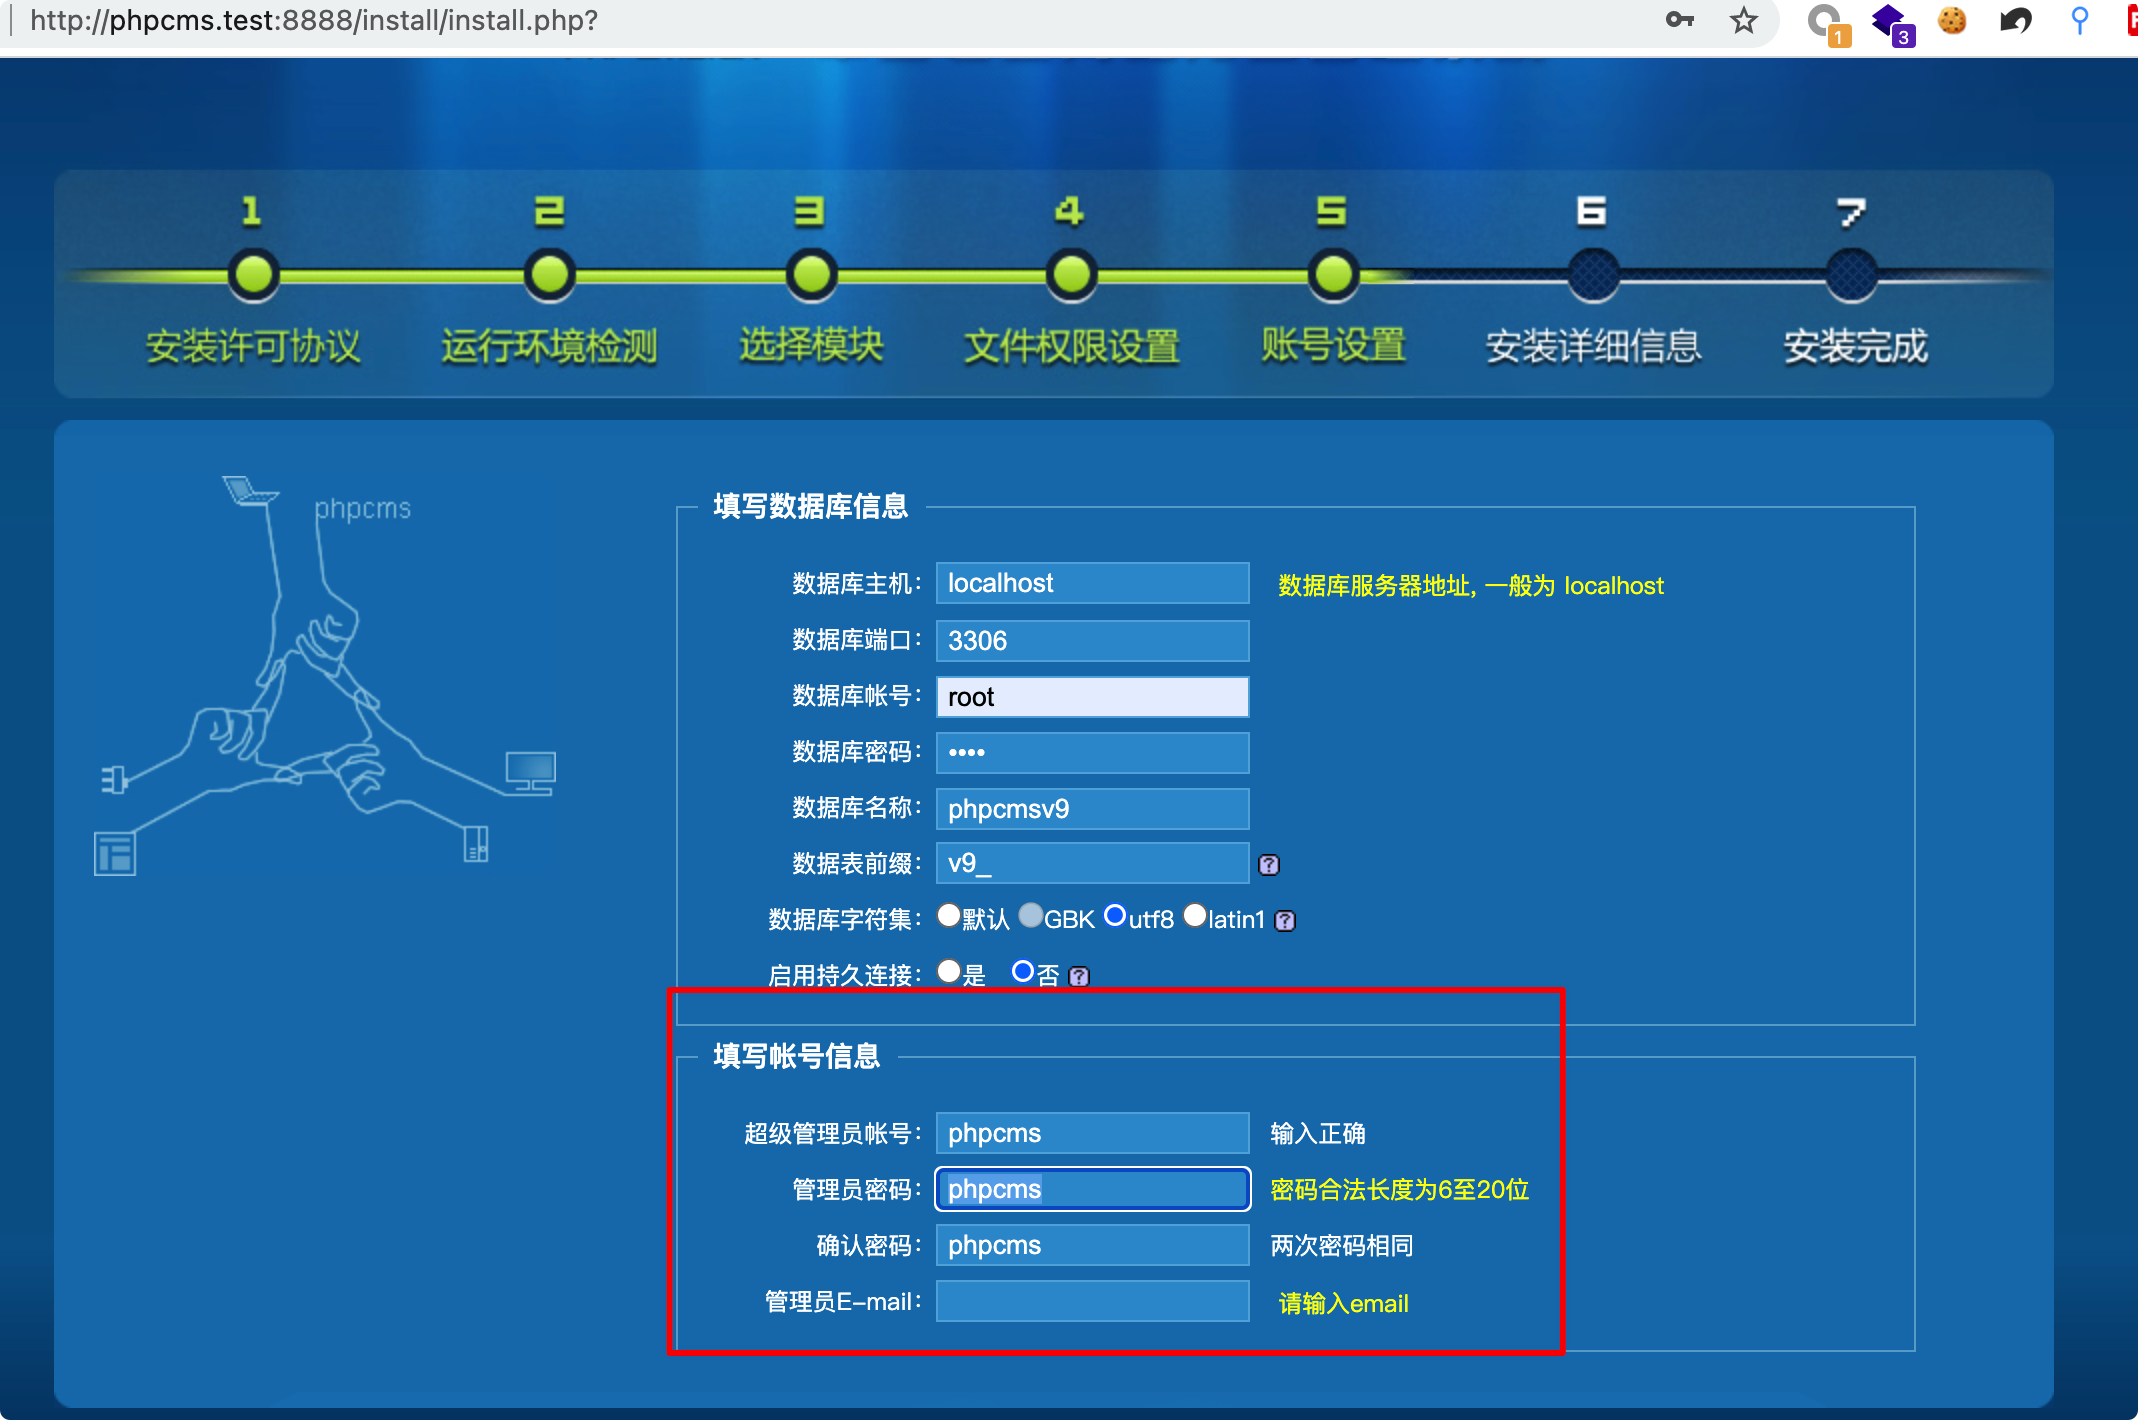 http://phpcms.test:8888/install/install.php?
1
3
1 2 3 4 5 6 7
安装许可协议 运行环境检测 选择模块 文件权限设置 账号设置 安装详细信息 安装完成
phpcms
填写数据库信息
数据库主机： localhost 数据库服务器地址, 一般为 localhost
数据库端口： 3306
数据库帐号： root
数据库密码： ••••
数据库名称： phpcmsv9
数据表前缀： v9_ ?
数据库字符集： 默认 GBK utf8 latin1 ?
启用持久连接： 是 否 ?
填写帐号信息
超级管理员帐号： phpcms 输入正确
管理员密码： phpcms 密码合法长度为6至20位
确认密码： phpcms 两次密码相同
管理员E-mail： 请输入email